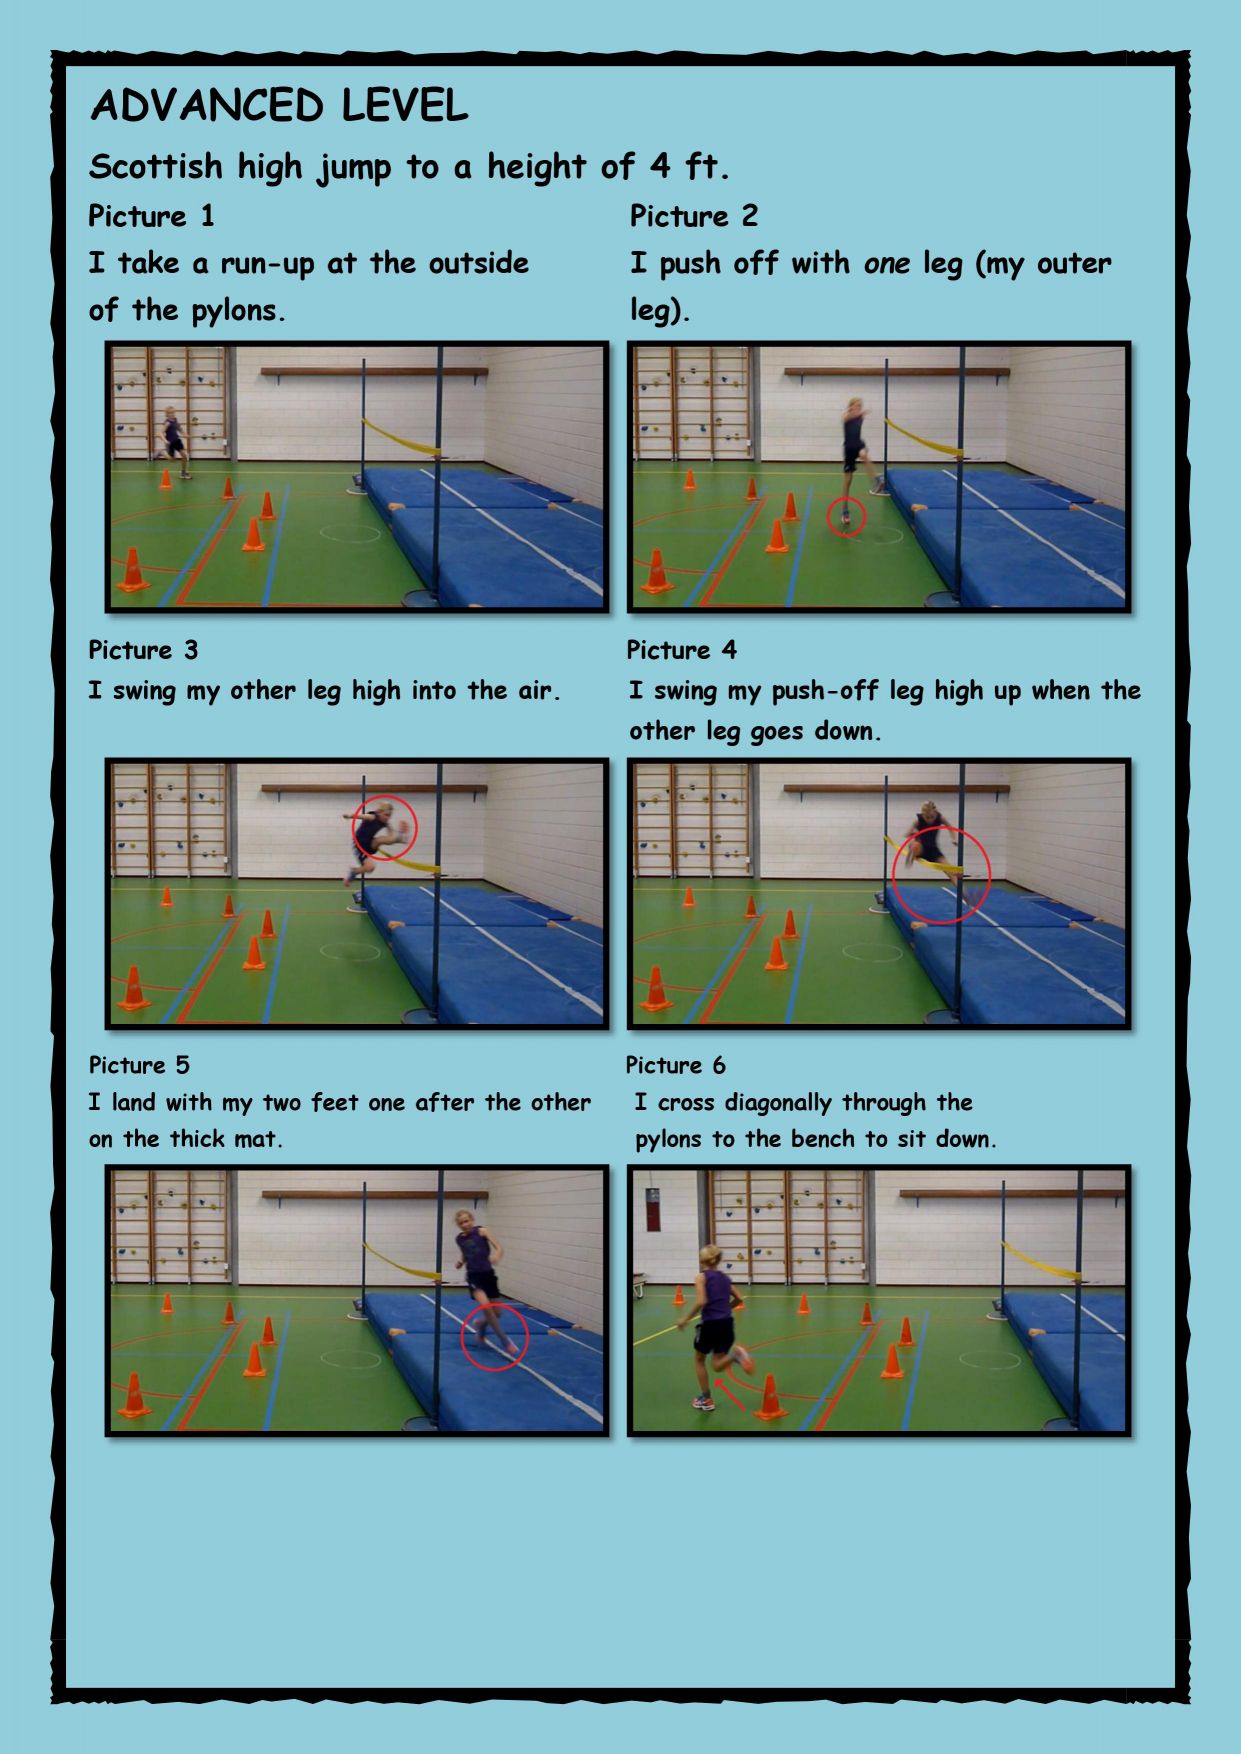 ADVANCED LEVEL
Scottish high jump to a height of 4 ft.
Picture 1
I take a run-up at the outside
of the pylons.
Picture 2
I push off with one leg (my outer
leg).
Picture 3
I swing my other leg high into the air.
Picture 4
I swing my push-off leg high up when the
other leg goes down.
Picture 5
I land with my two feet one after the other
on the thick mat.
Picture 6
I cross diagonally through the
pylons to the bench to sit down.